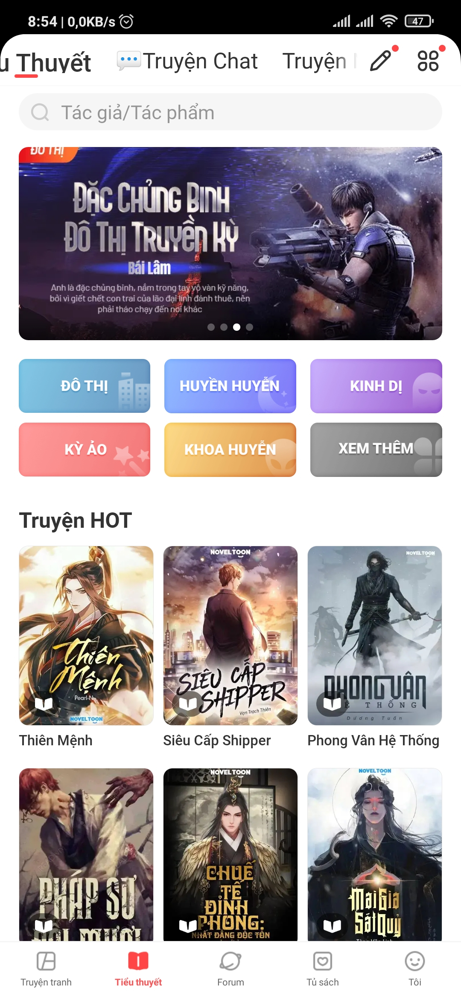 8:54 | 0,0KB/s
47
u Thuyết
Truyện Chat
Truyện
Tác giả/Tác phẩm
ĐÔ THỊ
ĐẶC CHỦNG BINH
ĐÔ THỊ TRUYỀN KỲ
Bái Lâm
Anh là đặc chủng binh, nắm trong tay vô vàn kỹ năng,
bởi vì giết chết con trai của lão đại lính đánh thuê, nên
phải tháo chạy đến nơi khác
ĐÔ THỊ
HUYỀN HUYỄN
KINH DỊ
KỲ ẢO
KHOA HUYỄN
XEM THÊM
Truyện HOT
Thiên
Mệnh
Pearl-N
NOVELTOON
NOVELTOON
SIÊU CẤP
SHIPPER
Vạn Trạch Thiên
NOVELTOON
PHONG VÂN
Ệ THỐNG
Dương Tuấn
Thiên Mệnh
Siêu Cấp Shipper
Phong Vân Hệ Thống
PHÁP SƯ
NOVELTOON
CHUẾ
TẾ
ĐỈNH
PHONG:
NHẤT ĐẲNG ĐỘC TÔN
NOVELTOON
Mai Gia
Sát Quỷ
Truyện tranh
Tiểu thuyết
Forum
Tủ sách
Tôi